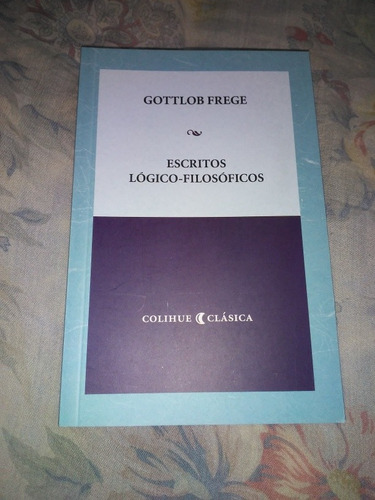 GOTTLOB FREGE
ESCRITOS
LÓGICO-FILOSÓFICOS
COLIHUE CLÁSICA